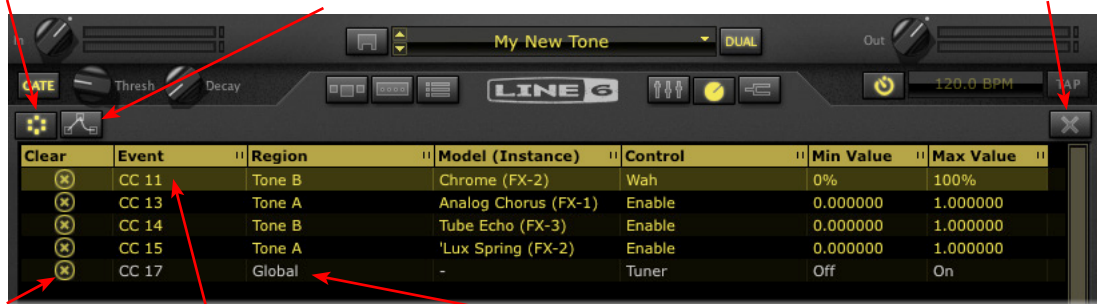 In My New Tone DUAL Out
GATE Thresh Decay LINE 6 120.0 BPM TAP
Clear Event Region Model (Instance) Control Min Value Max Value
CC 11 Tone B Chrome (FX-2) Wah 0% 100%
CC 13 Tone A Analog Chorus (FX-1) Enable 0.000000 1.000000
CC 14 Tone B Tube Echo (FX-3) Enable 0.000000 1.000000
CC 15 Tone A 'Lux Spring (FX-2) Enable 0.000000 1.000000
CC 17 Global - Tuner Off On